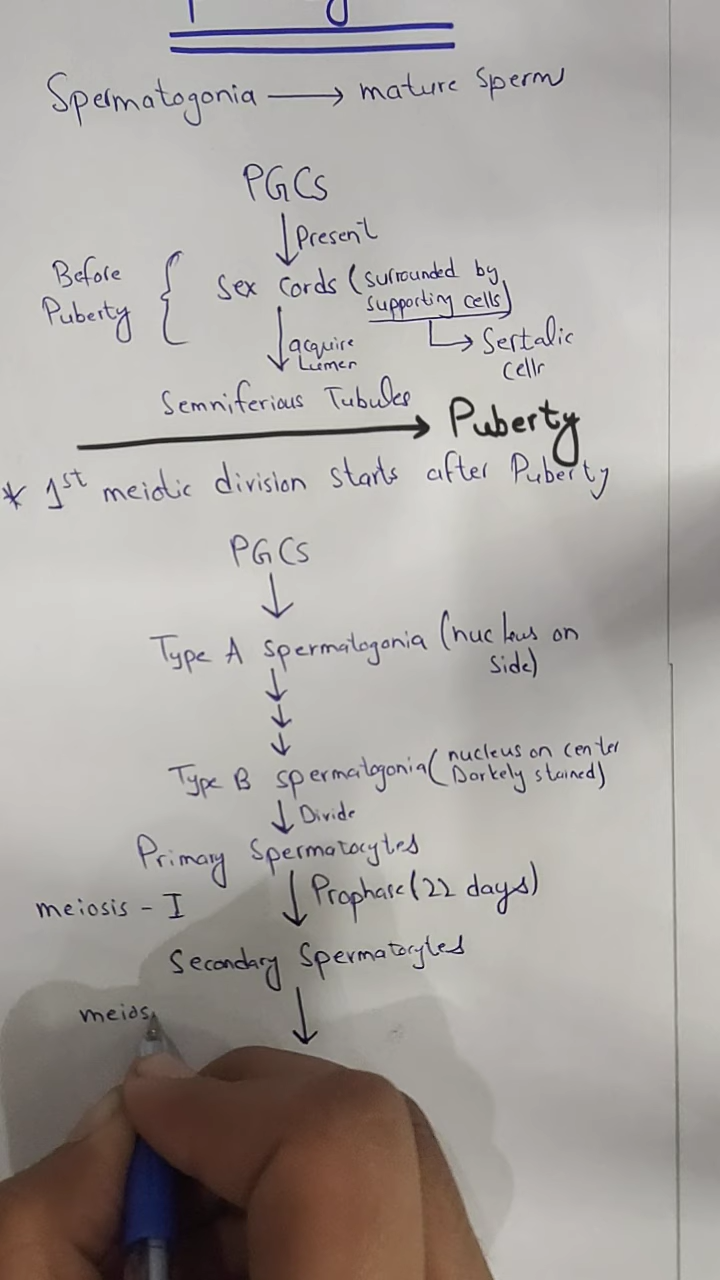 Spermatogonia → mature Sperm
PGCs
↓ Present
Before Puberty { Sex Cords (surrounded by supporting cells)
↳ Sertalic cells
↓ acquire Lumen
Semniferious Tubules
→ Puberty
* 1st meiotic division starts after Puberty
PGCs
↓
Type A spermatogonia (nucleus on side)
↓
↓
↓
Type B spermatogonia (nucleus on center Darkely stained)
↓ Divide
Primary Spermatocytes
meiosis - I ↓ Prophase (22 days)
Secondary Spermatocytes
meios ↓